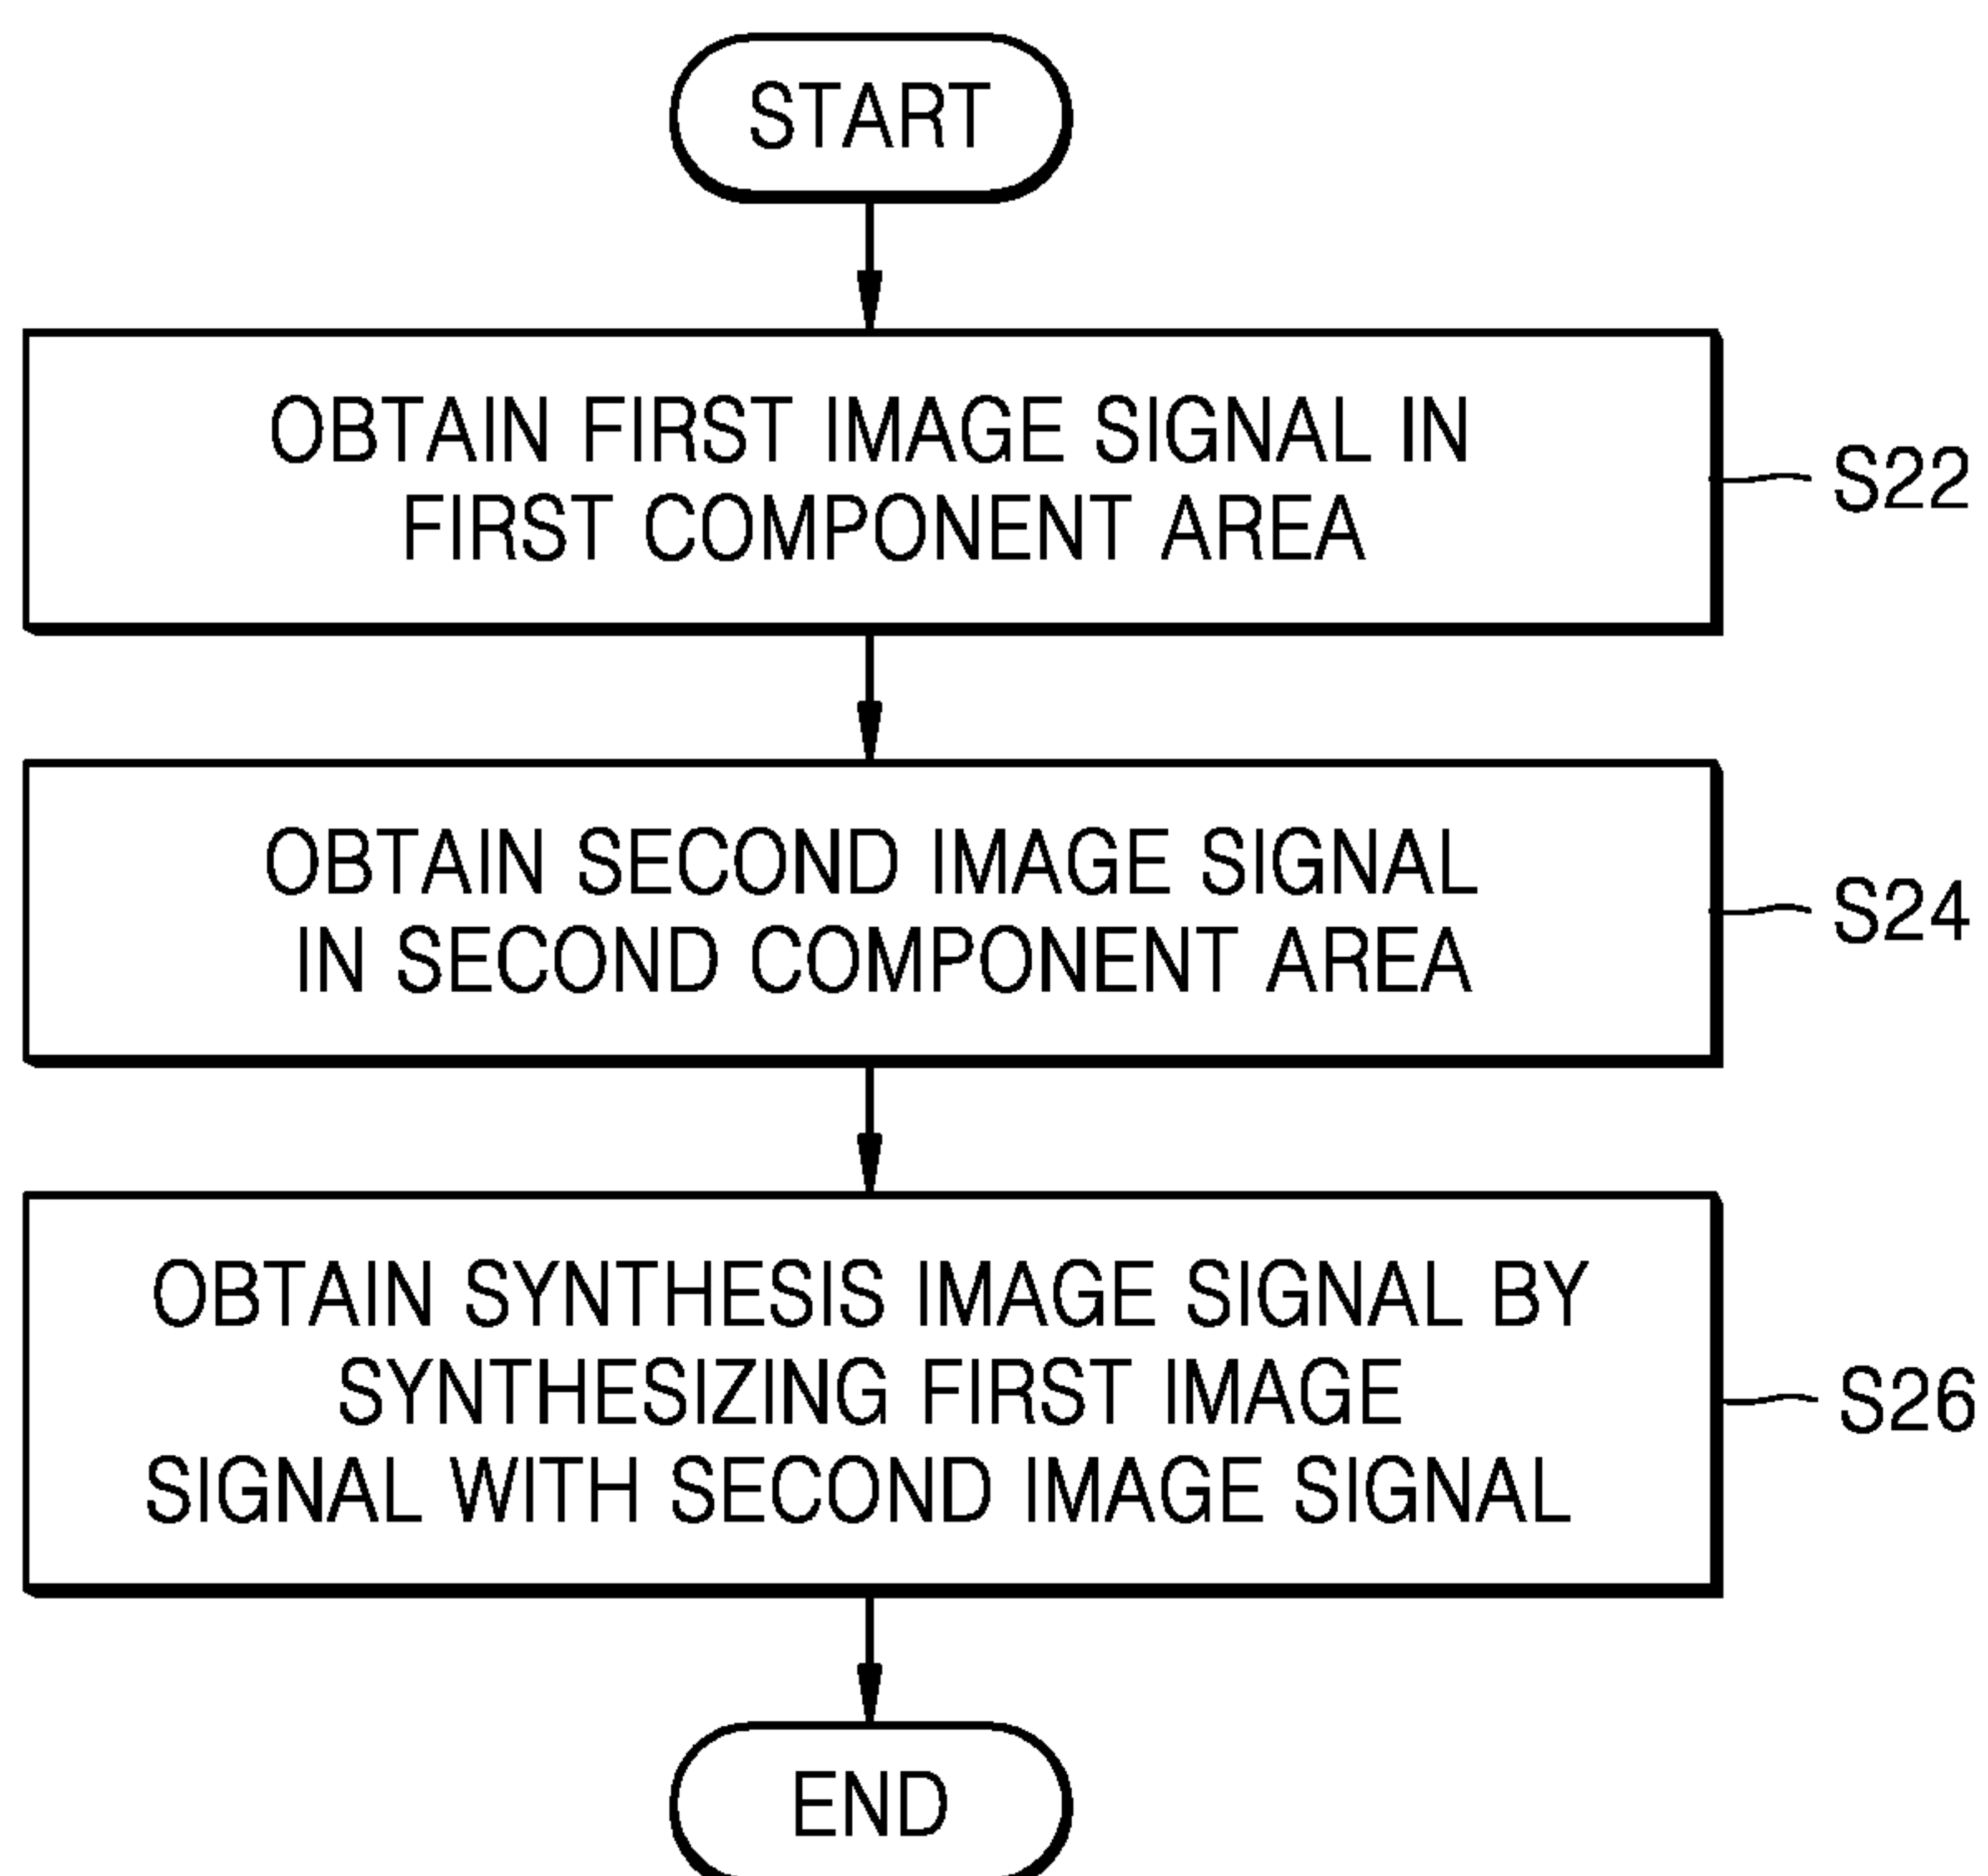 START
OBTAIN FIRST IMAGE SIGNAL IN
FIRST COMPONENT AREA
S22
OBTAIN SECOND IMAGE SIGNAL
IN SECOND COMPONENT AREA
S24
OBTAIN SYNTHESIS IMAGE SIGNAL BY
SYNTHESIZING FIRST IMAGE
SIGNAL WITH SECOND IMAGE SIGNAL
S26
END